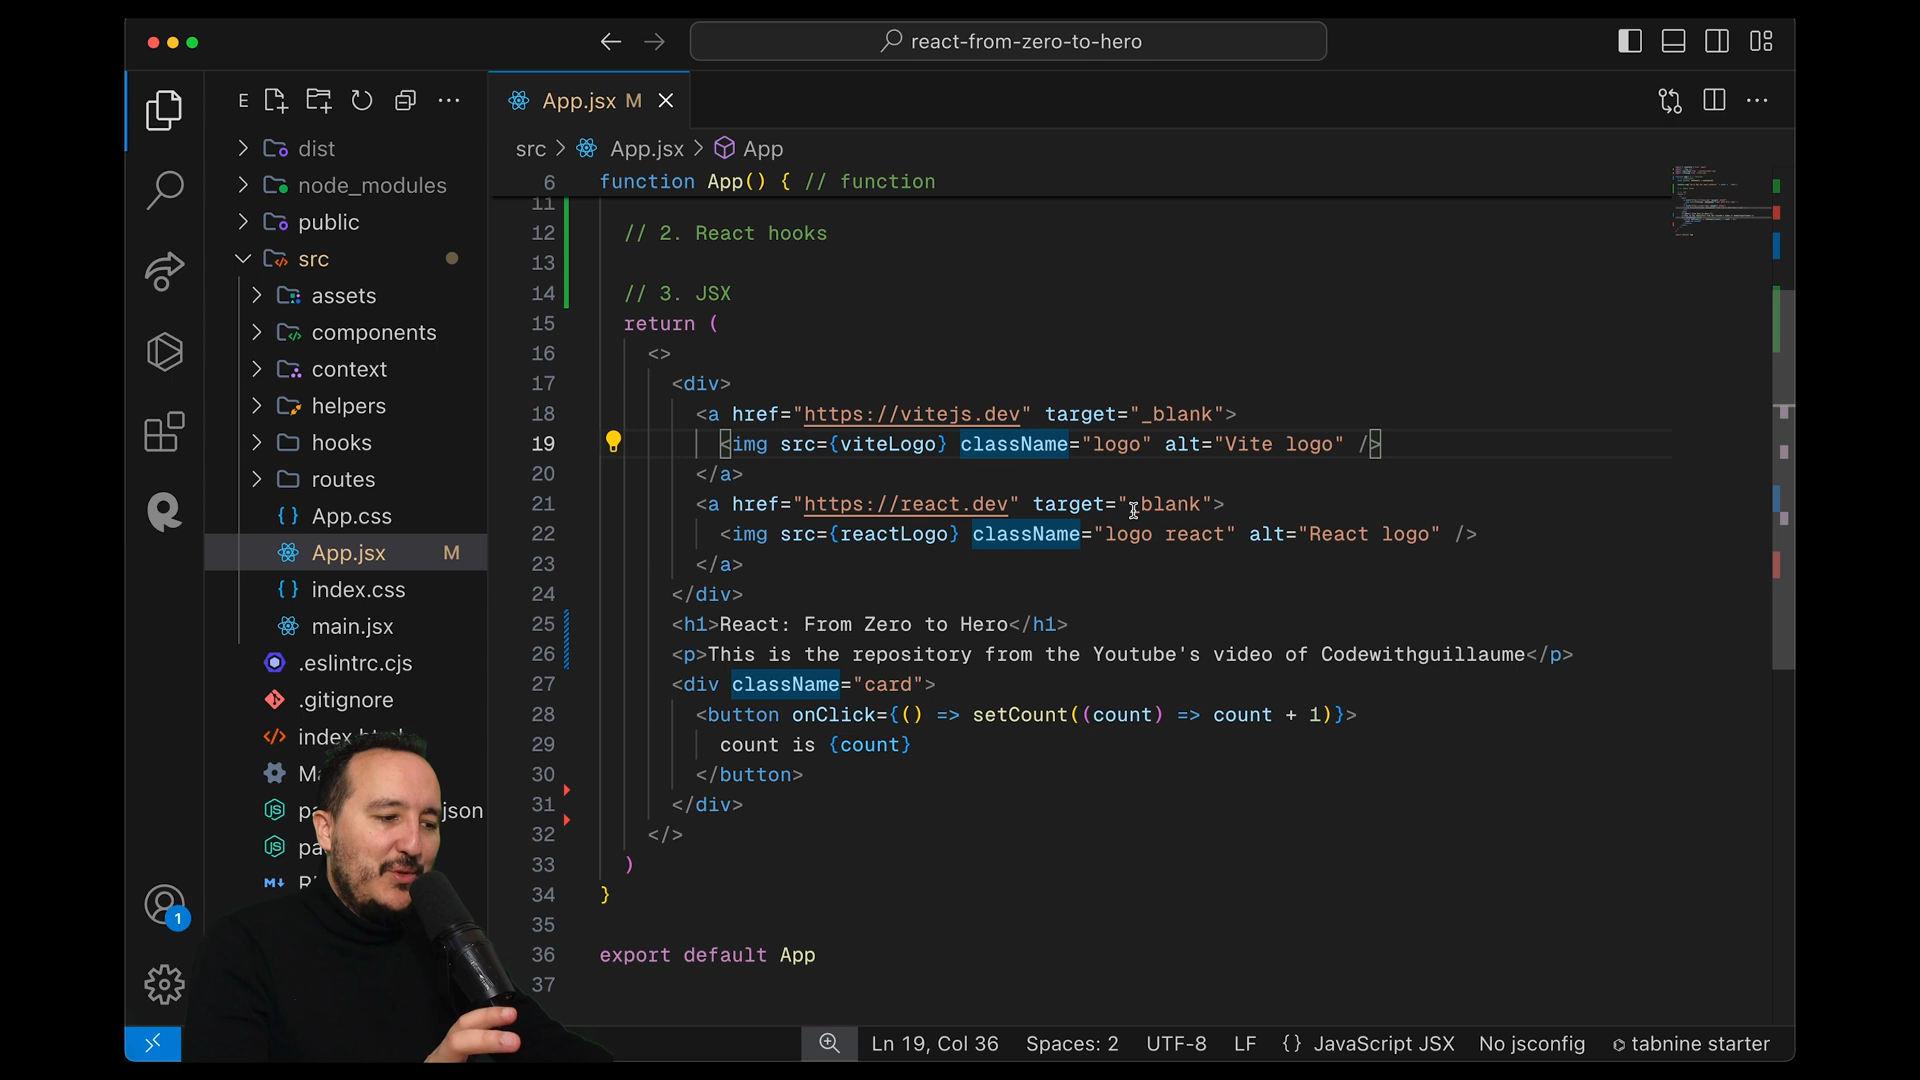 react-from-zero-to-hero
E
App.jsx M
src > App.jsx > App
dist
node_modules
public
src
assets
components
context
helpers
hooks
routes
App.css
App.jsx M
index.css
main.jsx
.eslintrc.cjs
.gitignore
json
6 function App() { // function
11
12 // 2. React hooks
13
14 // 3. JSX
15 return (
16 <>
17 <div>
18 <a href="https://vitejs.dev" target="_blank">
19 <img src={viteLogo} className="logo" alt="Vite logo" />
20 </a>
21 <a href="https://react.dev" target="_blank">
22 <img src={reactLogo} className="logo react" alt="React logo" />
23 </a>
24 </div>
25 <h1>React: From Zero to Hero</h1>
26 <p>This is the repository from the Youtube's video of Codewithguillaume</p>
27 <div className="card">
28 <button onClick={() => setCount((count) => count + 1)}>
29 count is {count}
30 </button>
31 </div>
32 </>
33 )
34 }
35
36 export default App
37
1
Ln 19, Col 36 Spaces: 2 UTF-8 LF {} JavaScript JSX No jsconfig tabnine starter